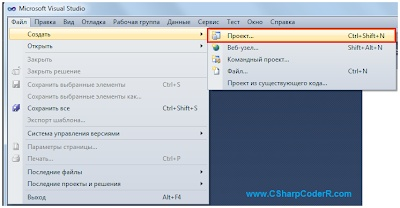 Microsoft Visual Studio
Файл Правка Вид Отладка Рабочая группа Данные Сервис Тест Окно Справка
Создать
Открыть
Закрыть
Закрыть решение
Сохранить выбранные элементы Ctrl+S
Сохранить выбранные элементы как...
Сохранить все Ctrl+Shift+S
Экспорт шаблона...
Система управления версиями
Параметры страницы...
Печать... Ctrl+P
Последние файлы
Последние проекты и решения
Выход Alt+F4
Проект... Ctrl+Shift+N
Веб-узел... Shift+Alt+N
Командный проект...
Файл... Ctrl+N
Проект из существующего кода...
www.CSharpCoderR.com